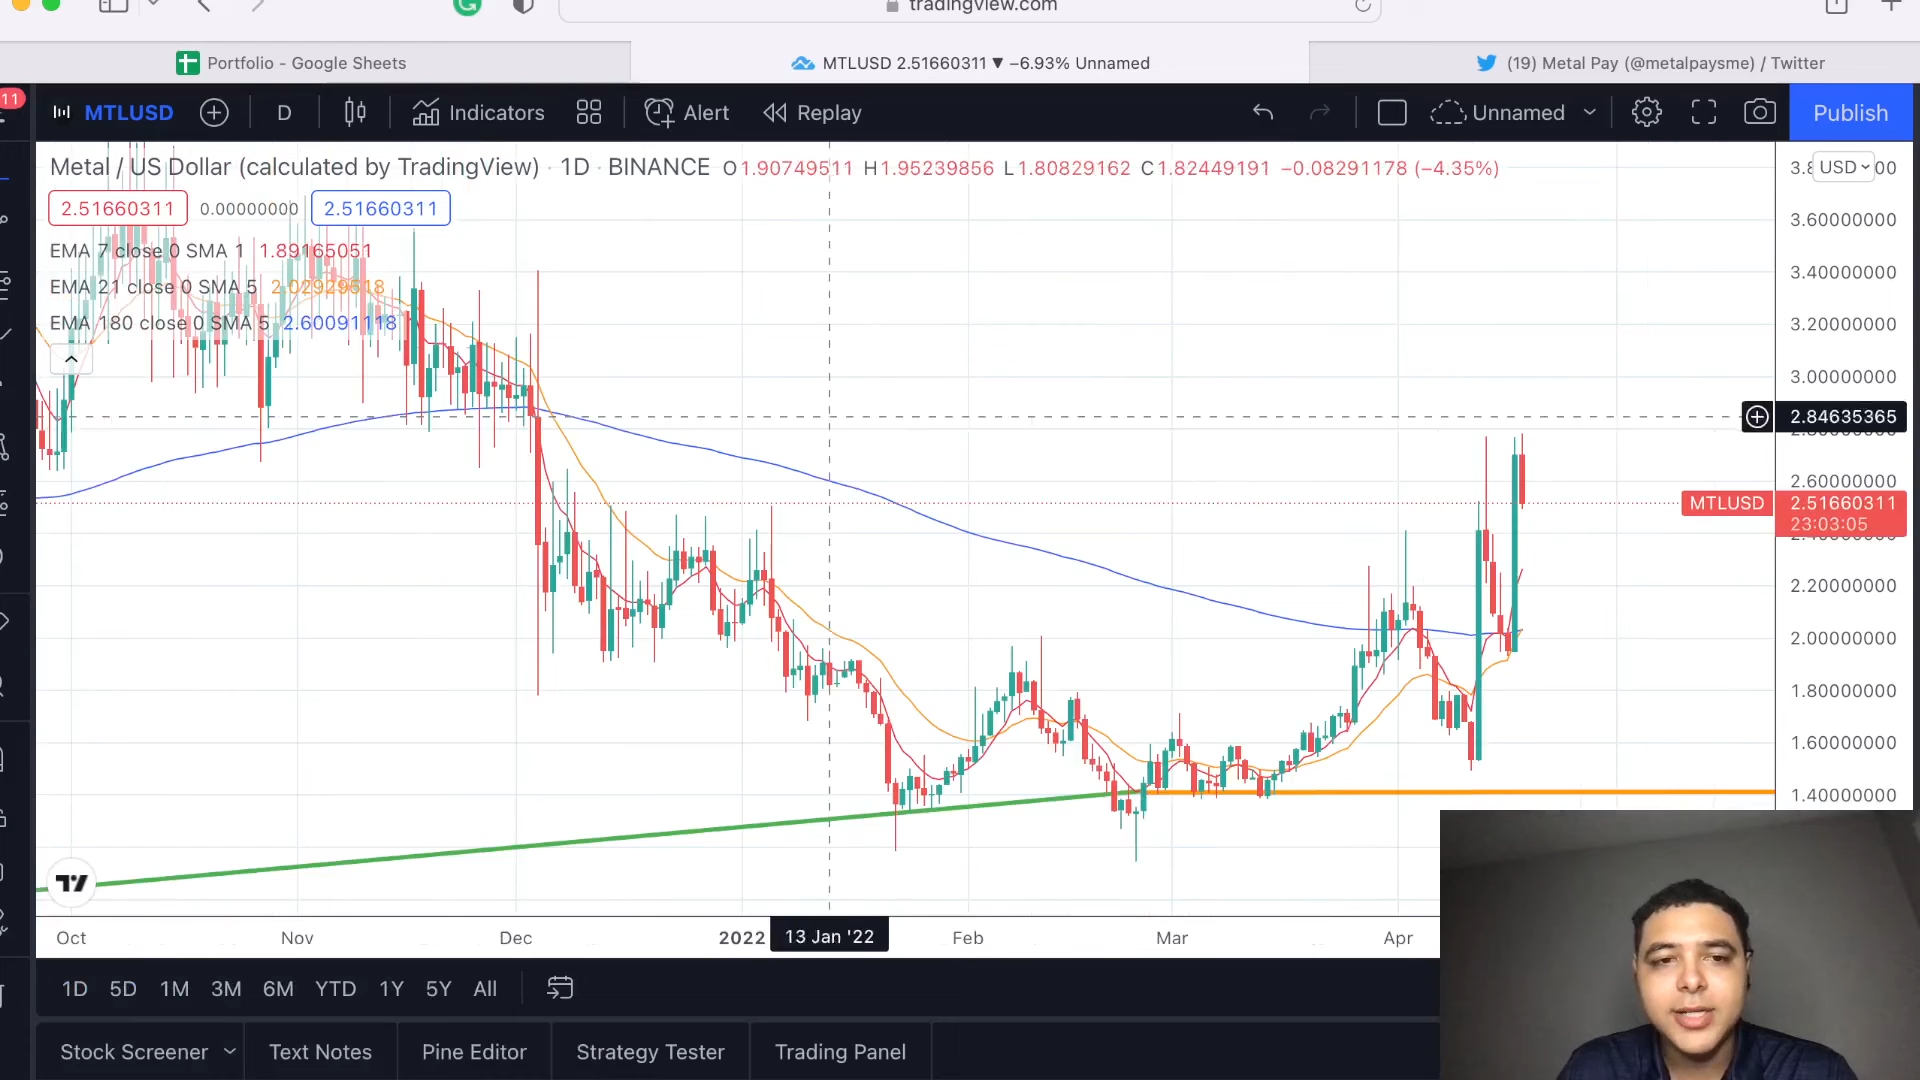 tradingview.com
Portfolio - Google Sheets
MTLUSD 2.51660311 ▼ −6.93% Unnamed
(19) Metal Pay (@metalpaysme) / Twitter
11
MTLUSD
D
Indicators
Alert
Replay
Unnamed
Publish
Metal / US Dollar (calculated by TradingView) · 1D · BINANCE O1.90749511 H1.95239856 L1.80829162 C1.82449191 −0.08291178 (−4.35%)
USD
2.51660311 0.00000000 2.51660311
EMA 7 close 0 SMA 1 1.89165051
EMA 21 close 0 SMA 5
EMA 180 close 0 SMA 5 2.60091118
3.60000000
3.40000000
3.20000000
3.00000000
2.84635365
2.60000000
MTLUSD 2.51660311
23:03:05
2.20000000
2.00000000
1.80000000
1.60000000
1.40000000
Oct Nov Dec 2022 13 Jan '22 Feb Mar Apr
1D 5D 1M 3M 6M YTD 1Y 5Y All
Stock Screener Text Notes Pine Editor Strategy Tester Trading Panel